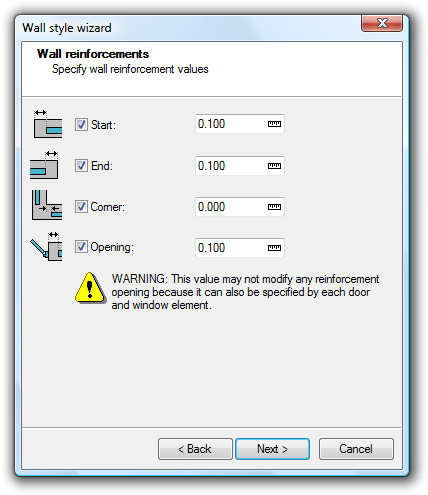 Wall style wizard
Wall reinforcements
Specify wall reinforcement values
Start: 0.100
End: 0.100
Corner: 0.000
Opening: 0.100
WARNING: This value may not modify any reinforcement
opening because it can also be specified by each door
and window element.
< Back Next > Cancel